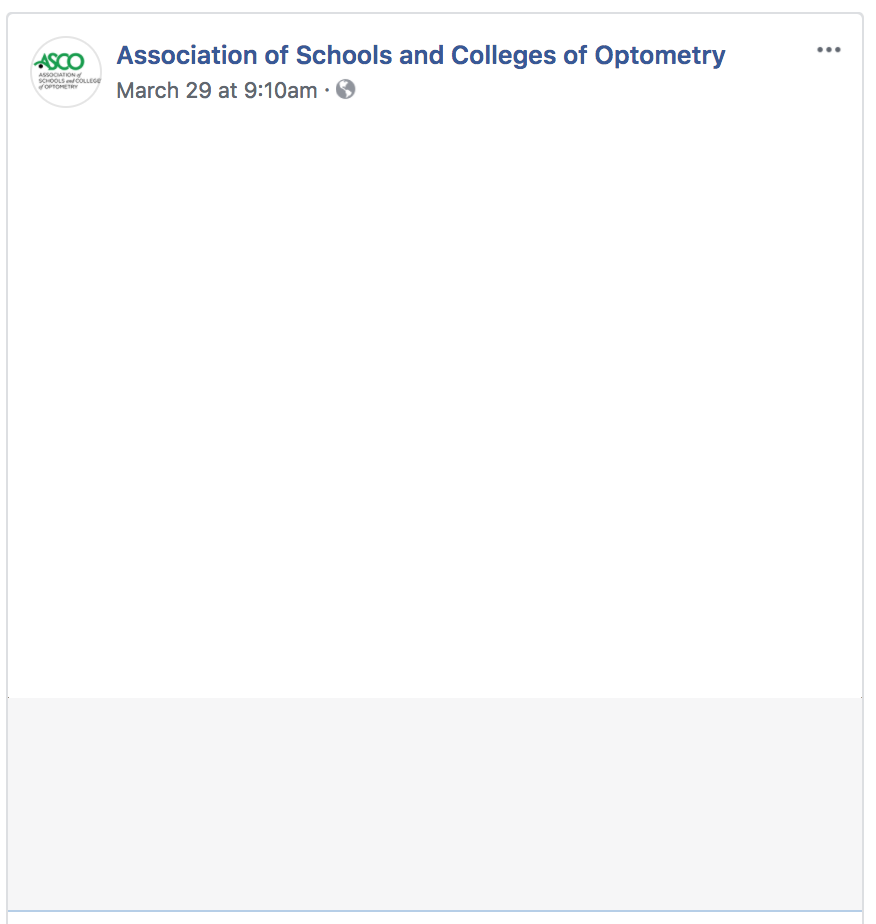 Association of Schools and Colleges of Optometry
March 29 at 9:10am ·
ASCO
ASSOCIATION of
SCHOOLS and COLLEGE
of OPTOMETRY